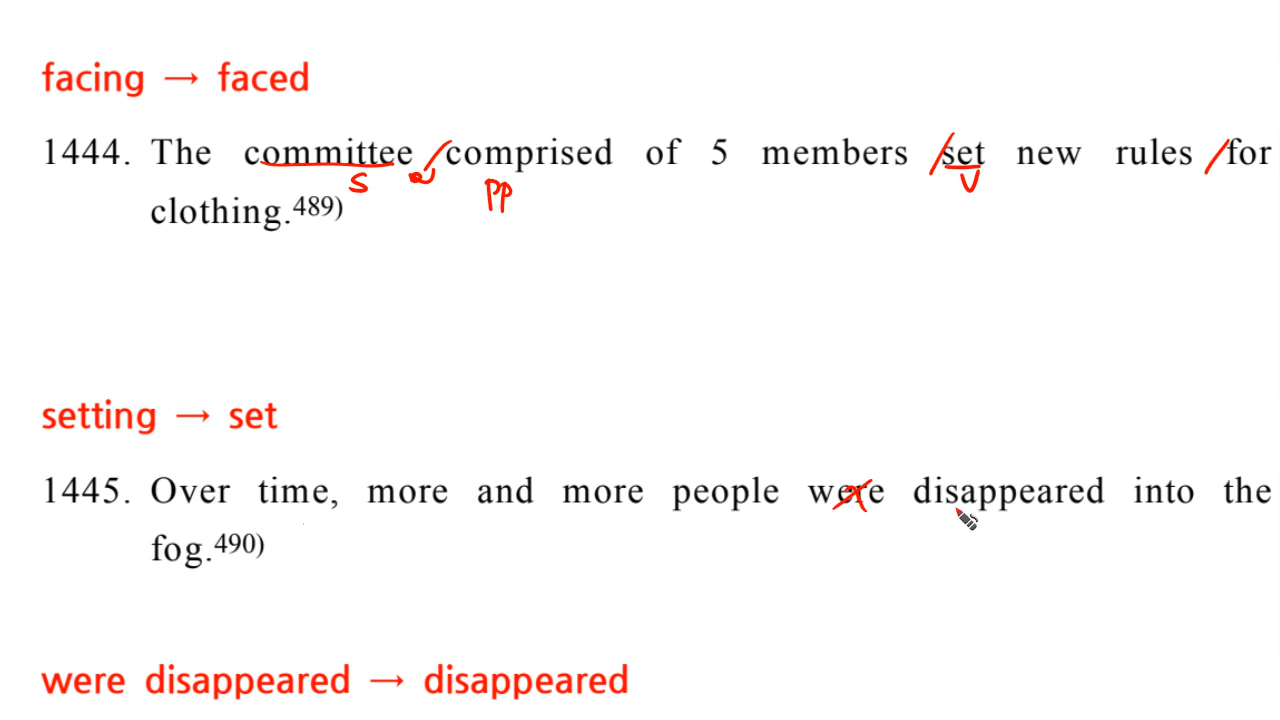 facing → faced
1444. The committee comprised of 5 members set new rules for
S pp V
clothing.489)
setting → set
1445. Over time, more and more people were disappeared into the
fog.490)
were disappeared → disappeared